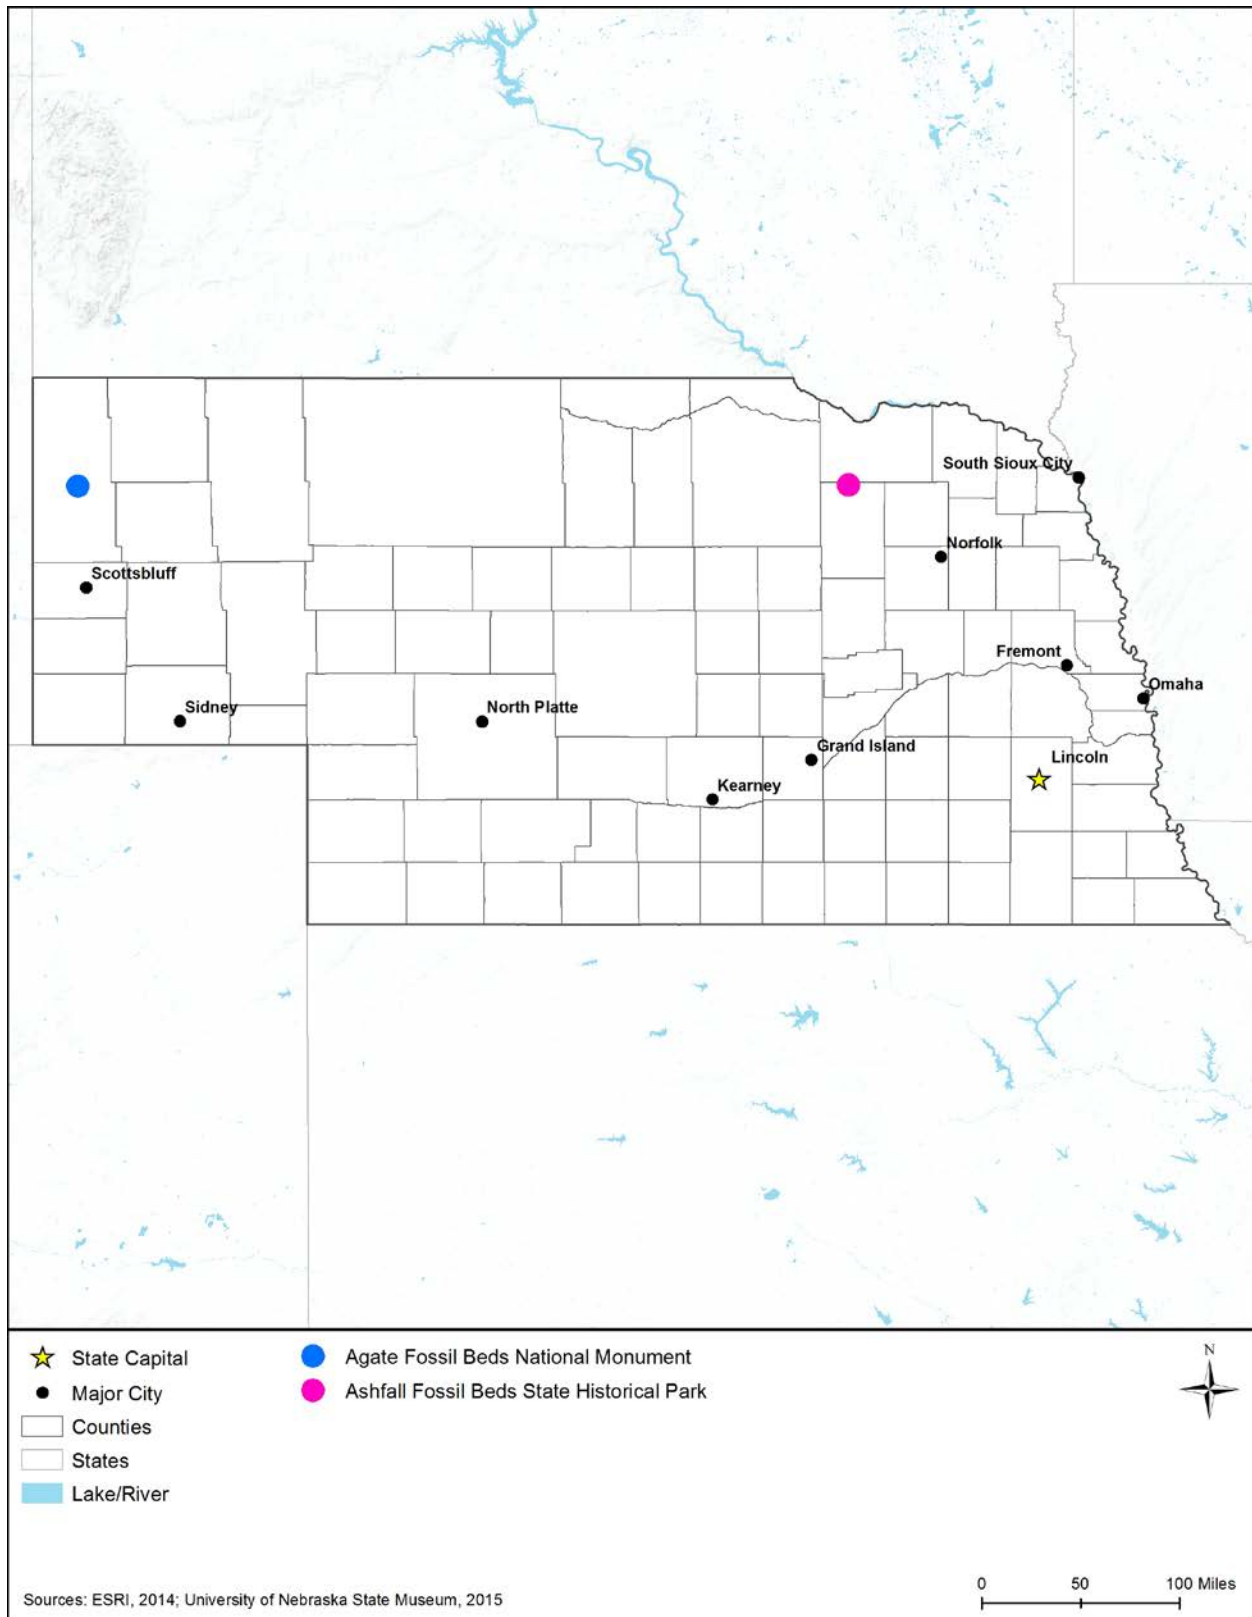 South Sioux City
Norfolk
Scottsbluff
Fremont
Omaha
Sidney
North Platte
Grand Island
Lincoln
Kearney
State Capital
Major City
Counties
States
Lake/River
Agate Fossil Beds National Monument
Ashfall Fossil Beds State Historical Park
N
0 50 100 Miles
Sources: ESRI, 2014; University of Nebraska State Museum, 2015